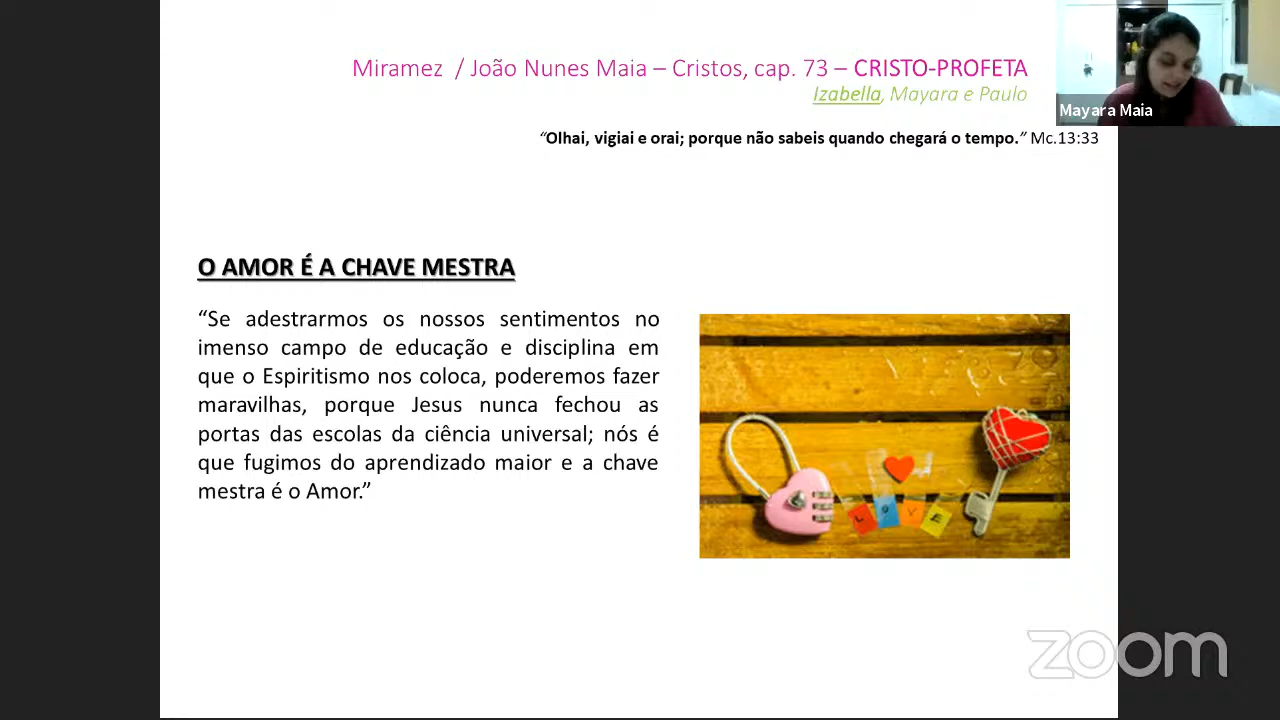 Miramez / João Nunes Maia – Cristos, cap. 73 – CRISTO-PROFETA
Izabella, Mayara e Paulo
Mayara Maia
“Olhai, vigiai e orai; porque não sabeis quando chegará o tempo.” Mc.13:33
O AMOR É A CHAVE MESTRA
“Se adestrarmos os nossos sentimentos no
imenso campo de educação e disciplina em
que o Espiritismo nos coloca, poderemos fazer
maravilhas, porque Jesus nunca fechou as
portas das escolas da ciência universal; nós é
que fugimos do aprendizado maior e a chave
mestra é o Amor.”
L O V E
zoom